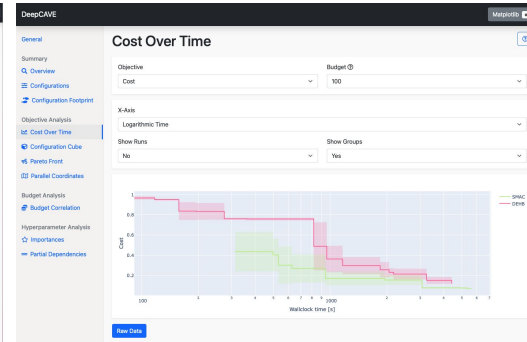 DeepCAVE
Matplotlib
General
Cost Over Time
Summary
Overview
Configurations
Configuration Footprint
Objective Analysis
Cost Over Time
Configuration Cube
Pareto Front
Parallel Coordinates
Budget Analysis
Budget Correlation
Hyperparameter Analysis
Importances
Partial Dependencies
Objective
Budget
Cost
100
X-Axis
Logarithmic Time
Show Runs
Show Groups
No
Yes
1
0.8
0.6
0.4
0.2
Cost
100
2
3
4
5
6
7
8
9
1000
2
3
4
5
6
7
Wallclock time [s]
SMAC
DEHB
Raw Data